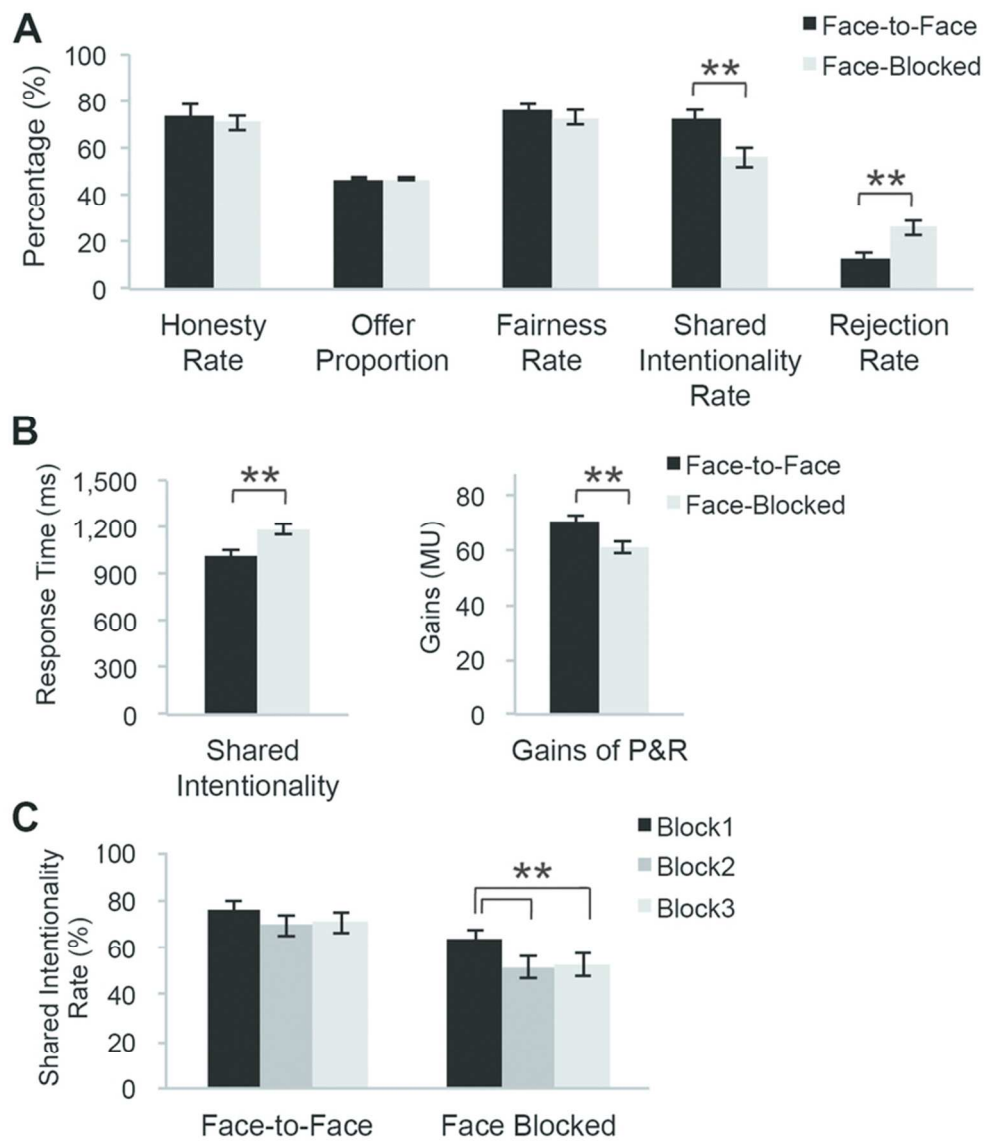 A
Face-to-Face
Face-Blocked
Percentage (%)
100
80
60
40
20
0
**
**
Honesty Rate
Offer Proportion
Fairness Rate
Shared Intentionality Rate
Rejection Rate
B
Response Time (ms)
1,500
1,200
900
600
300
0
**
Shared Intentionality
Gains (MU)
80
60
40
20
0
**
Gains of P&R
Face-to-Face
Face-Blocked
C
Shared Intentionality
Rate (%)
100
80
60
40
20
0
**
Block1
Block2
Block3
Face-to-Face
Face Blocked